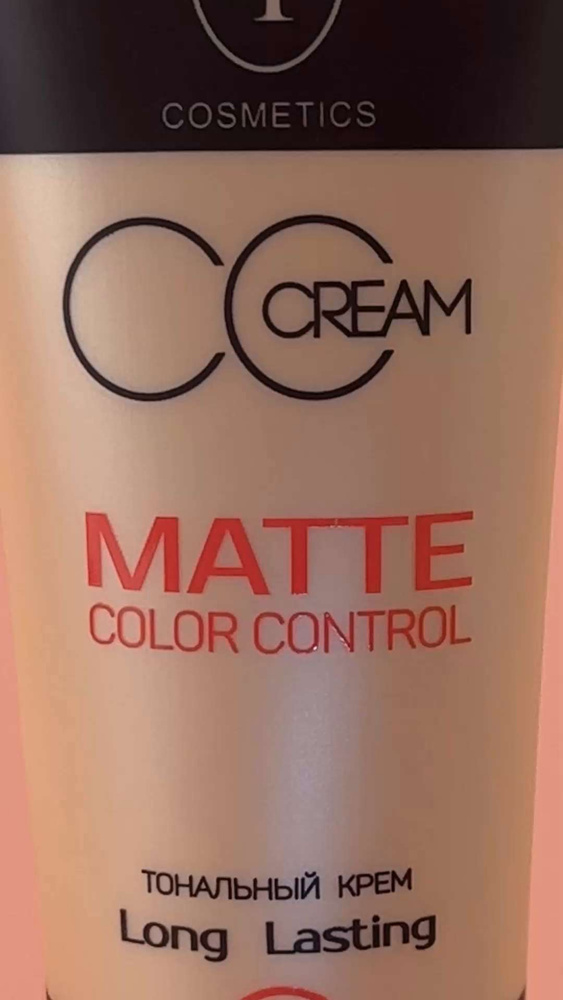 COSMETICS
CC CREAM
MATTE
COLOR CONTROL
ТОНАЛЬНЫЙ КРЕМ
Long Lasting